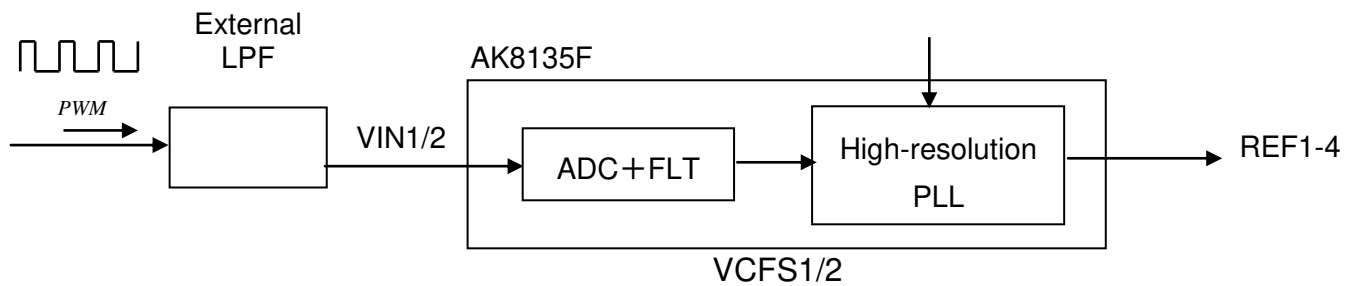 External
LPF
AK8135F
PWM
VIN1/2
ADC+FLT
High-resolution
PLL
REF1-4
VCFS1/2